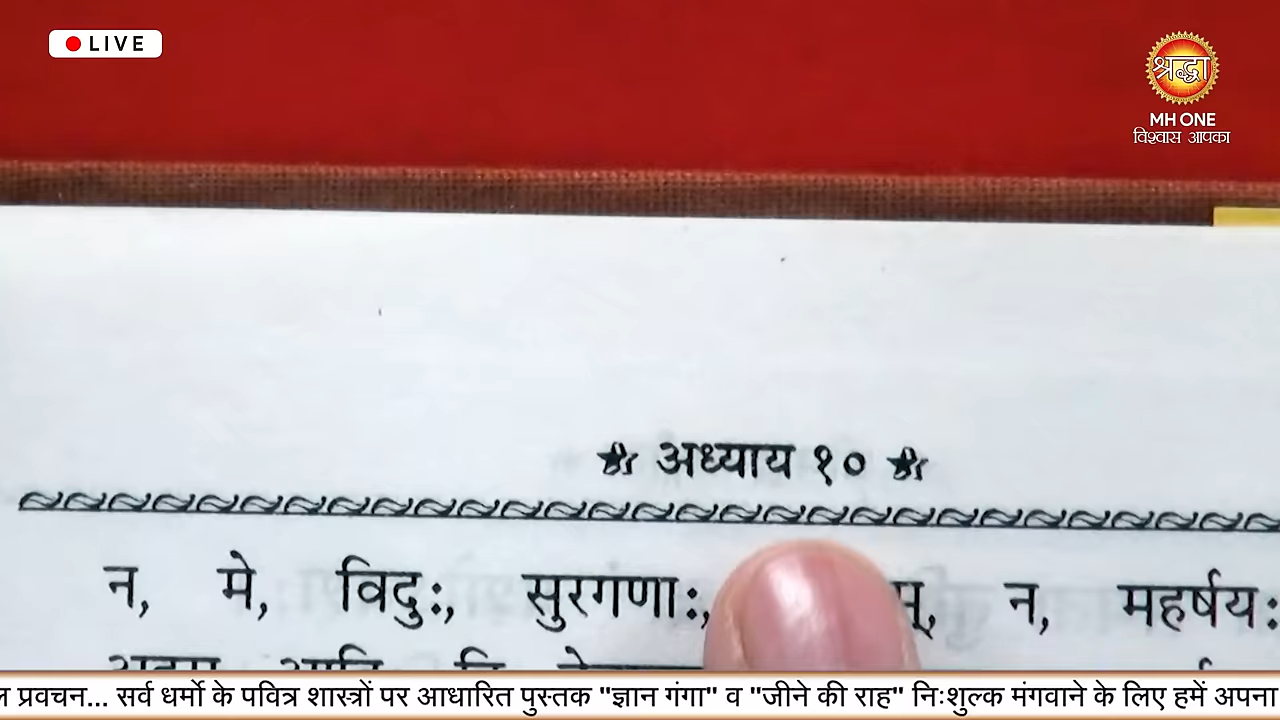 LIVE
श्रद्धा
MH ONE
विश्वास आपका
अध्याय १०
न, मे, विदुः, सुरगंणाः, न, महर्षयः
प्रवचन... सर्व धर्मो के पवित्र शास्त्रों पर आधारित पुस्तक "ज्ञान गंगा" व "जीने की राह" निःशुल्क मंगवाने के लिए हमें अपना